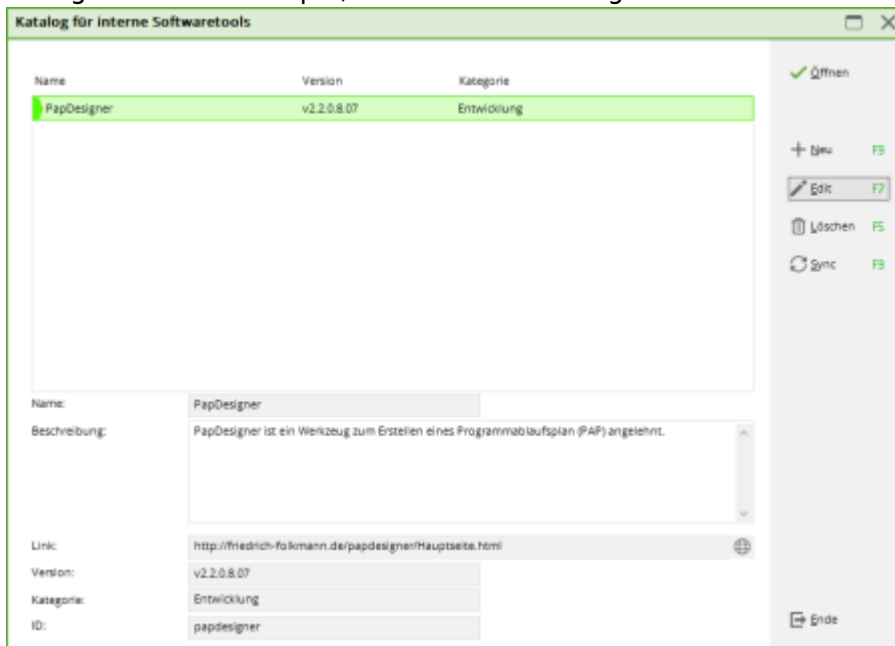 Katalog für interne Softwaretools
Name Version Kategorie
PapDesigner v2.2.0.8.07 Entwicklung
Öffnen
Neu F9
Edit F7
Löschen F5
Sync F9
Name: PapDesigner
Beschreibung: PapDesigner ist ein Werkzeug zum Erstellen eines Programmablaufsplan (PAP) angelehnt.
Link: http://friedrich-folkmann.de/papdesigner/Hauptseite.html
Version: v2.2.0.8.07
Kategorie: Entwicklung
ID: papdesigner
Ende